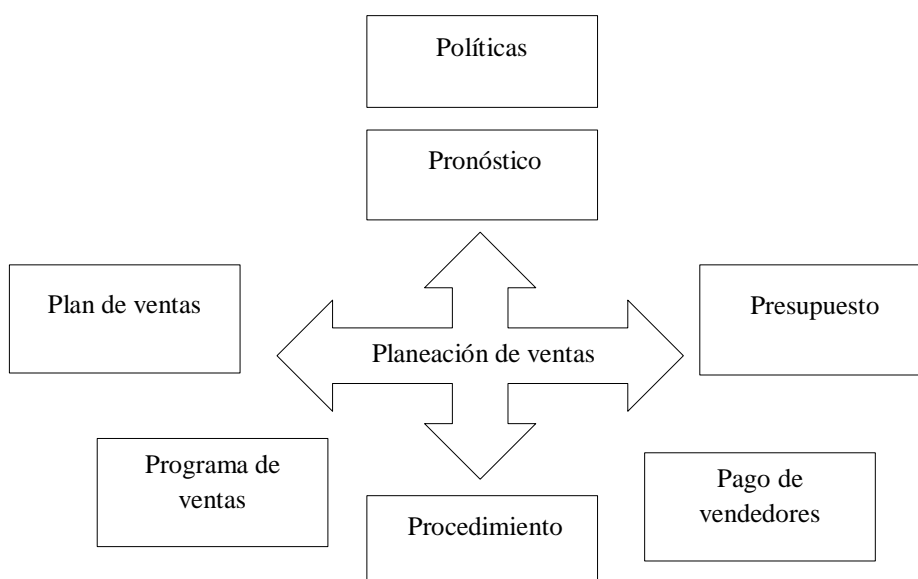 Políticas
Pronóstico
Plan de ventas
Presupuesto
Planeación de ventas
Programa de
ventas
Pago de
vendedores
Procedimiento